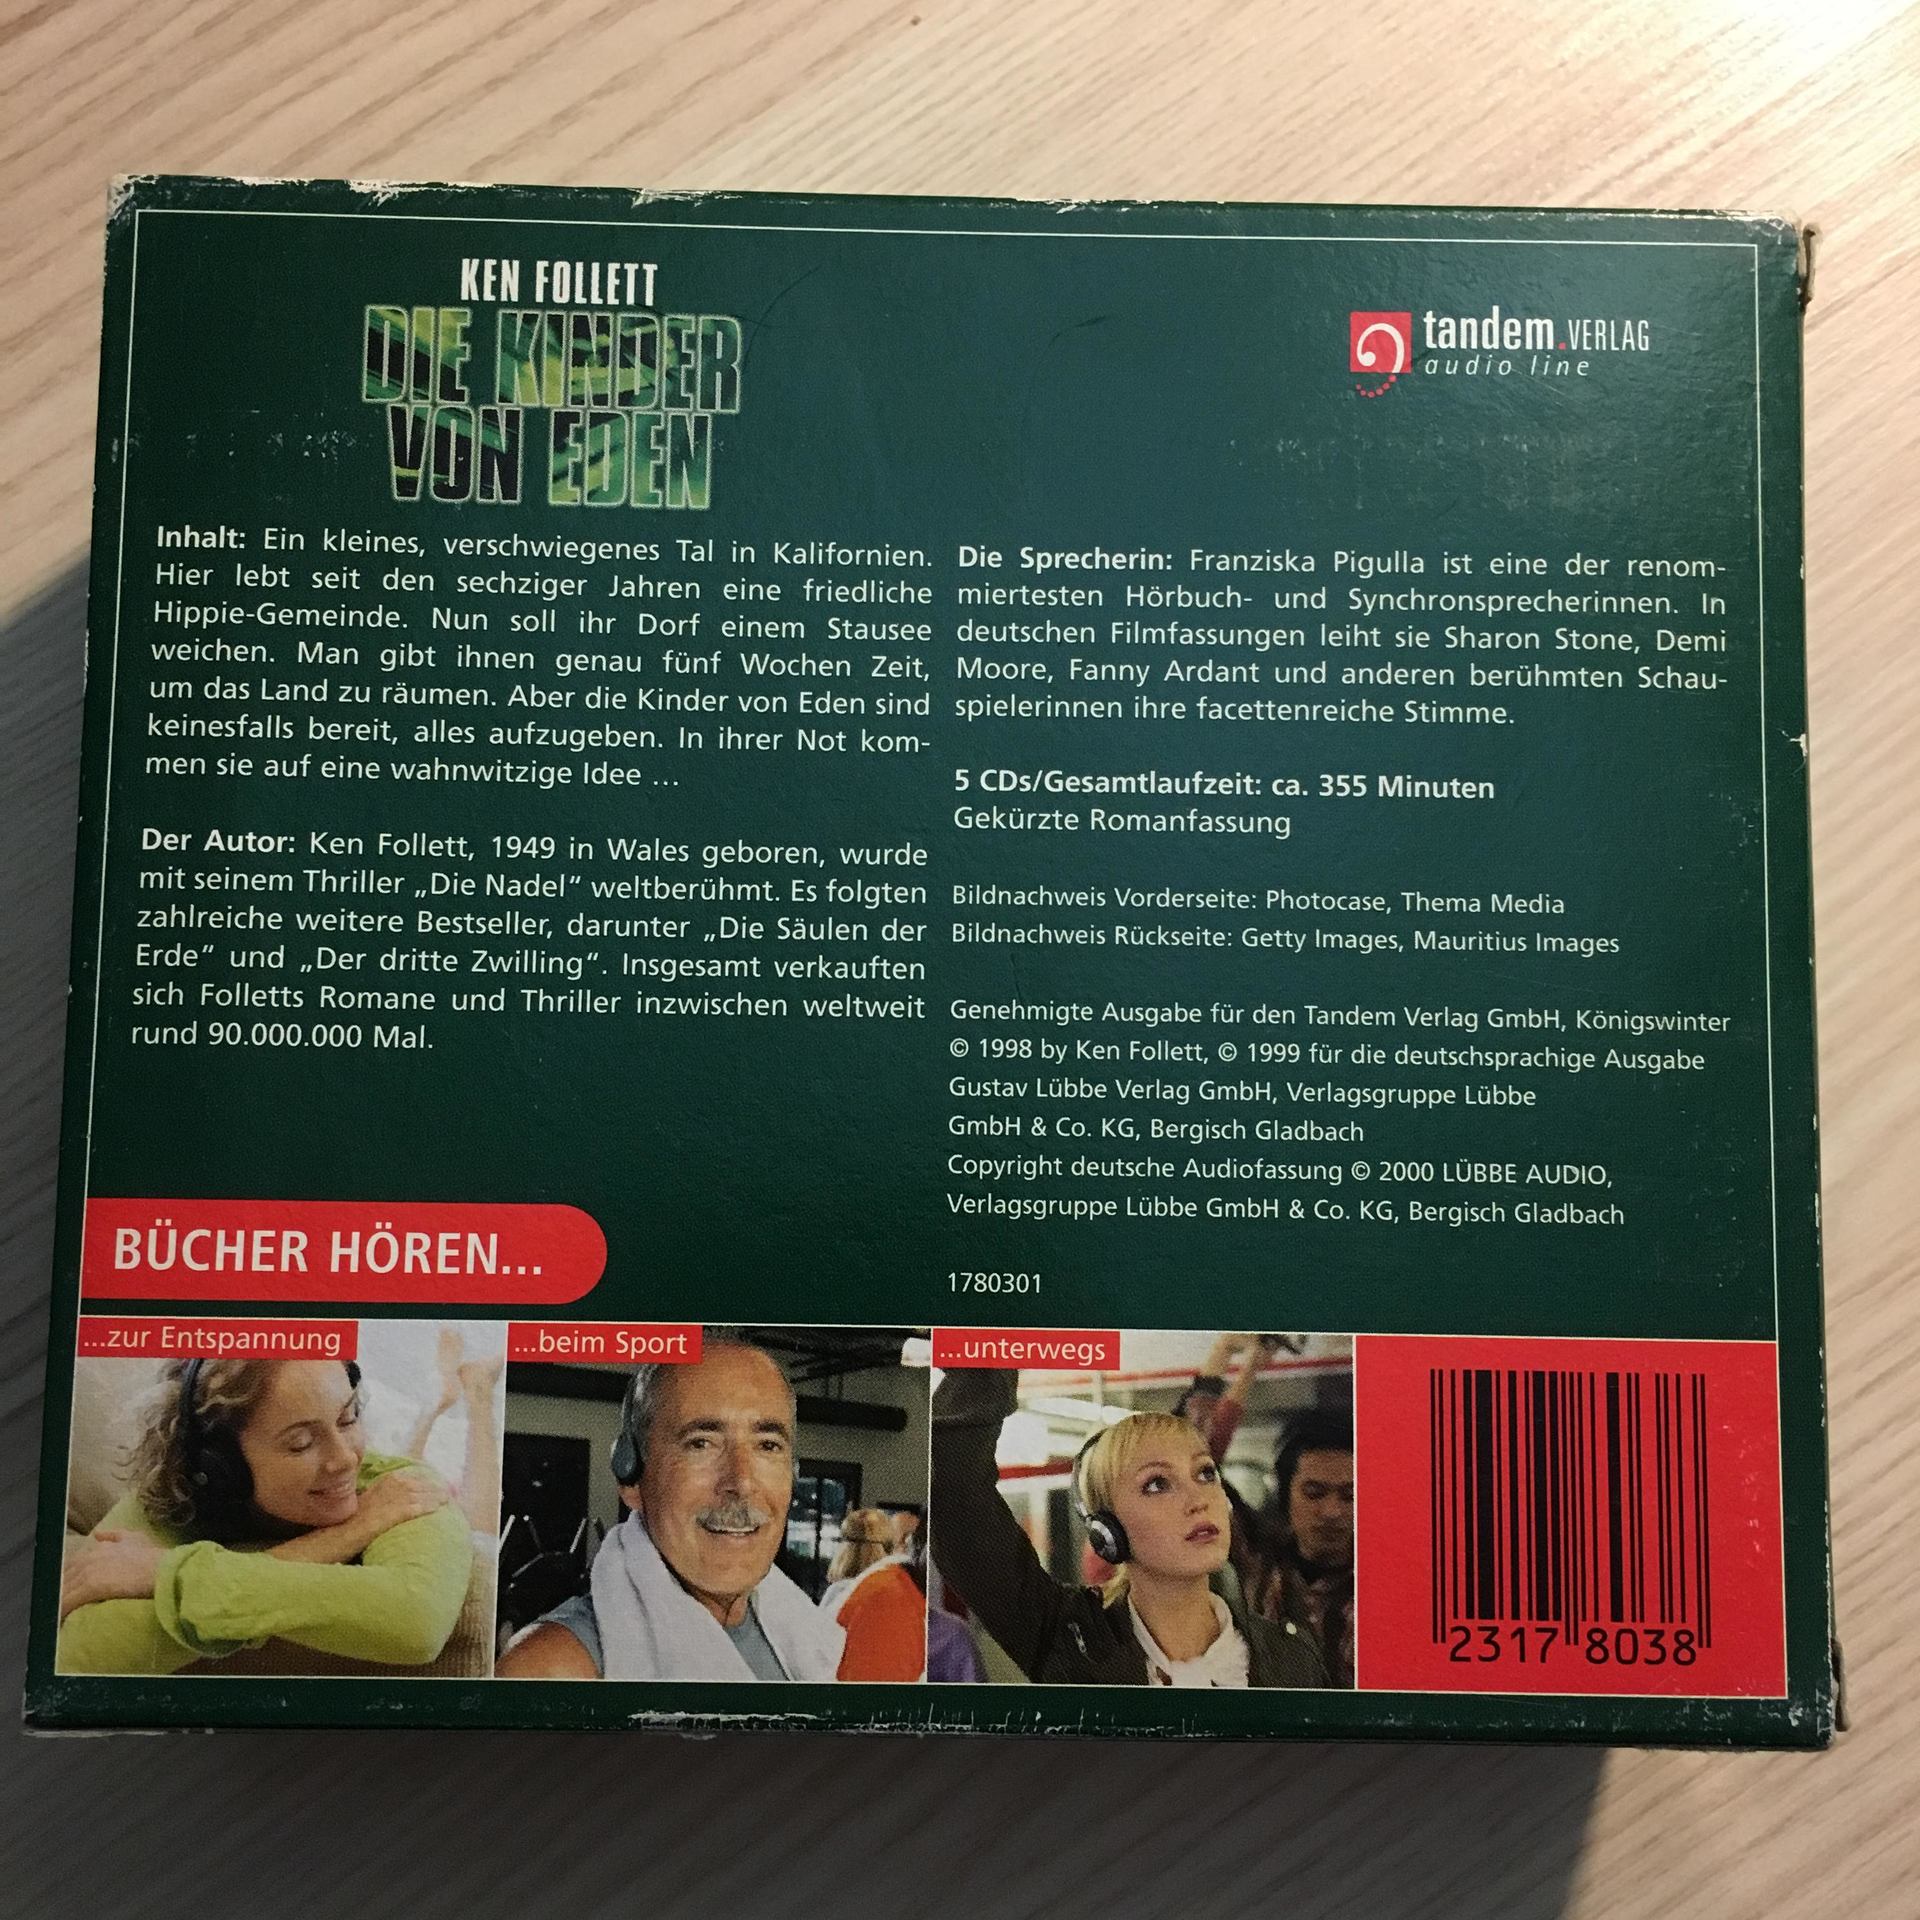 KEN FOLLETT
DIE KINDER
VON EDEN
tandem.VERLAG
audio line
Inhalt: Ein kleines, verschwiegenes Tal in Kalifornien.
Hier lebt seit den sechziger Jahren eine friedliche
Hippie-Gemeinde. Nun soll ihr Dorf einem Stausee
weichen. Man gibt ihnen genau fünf Wochen Zeit,
um das Land zu räumen. Aber die Kinder von Eden sind
keinesfalls bereit, alles aufzugeben. In ihrer Not kom-
men sie auf eine wahnwitzige Idee ...
Der Autor: Ken Follett, 1949 in Wales geboren, wurde
mit seinem Thriller „Die Nadel“ weltberühmt. Es folgten
zahlreiche weitere Bestseller, darunter „Die Säulen der
Erde“ und „Der dritte Zwilling“. Insgesamt verkauften
sich Folletts Romane und Thriller inzwischen weltweit
rund 90.000.000 Mal.
Die Sprecherin: Franziska Pigulla ist eine der renom-
miertesten Hörbuch- und Synchronsprecherinnen. In
deutschen Filmfassungen leiht sie Sharon Stone, Demi
Moore, Fanny Ardant und anderen berühmten Schau-
spielerinnen ihre facettenreiche Stimme.
5 CDs/Gesamtlaufzeit: ca. 355 Minuten
Gekürzte Romanfassung
Bildnachweis Vorderseite: Photocase, Thema Media
Bildnachweis Rückseite: Getty Images, Mauritius Images
Genehmigte Ausgabe für den Tandem Verlag GmbH, Königswinter
© 1998 by Ken Follett, © 1999 für die deutschsprachige Ausgabe
Gustav Lübbe Verlag GmbH, Verlagsgruppe Lübbe
GmbH & Co. KG, Bergisch Gladbach
Copyright deutsche Audiofassung © 2000 LÜBBE AUDIO,
Verlagsgruppe Lübbe GmbH & Co. KG, Bergisch Gladbach
1780301
BÜCHER HÖREN...
...zur Entspannung
...beim Sport
...unterwegs
2317 8038